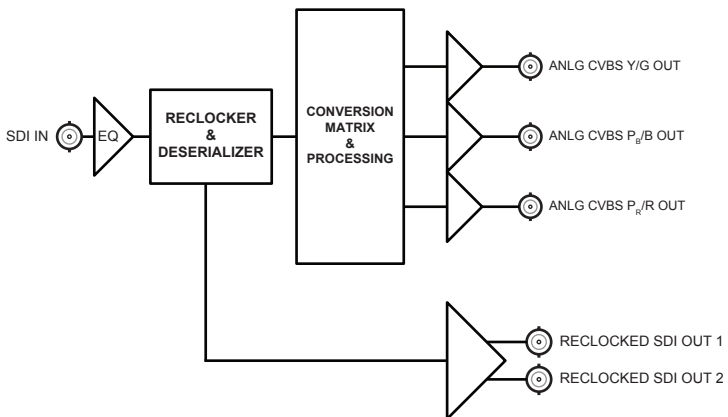 SDI IN
EQ
RECLOCKER
&
DESERIALIZER
CONVERSION
MATRIX
&
PROCESSING
ANLG CVBS Y/G OUT
ANLG CVBS PB/B OUT
ANLG CVBS PR/R OUT
RECLOCKED SDI OUT 1
RECLOCKED SDI OUT 2